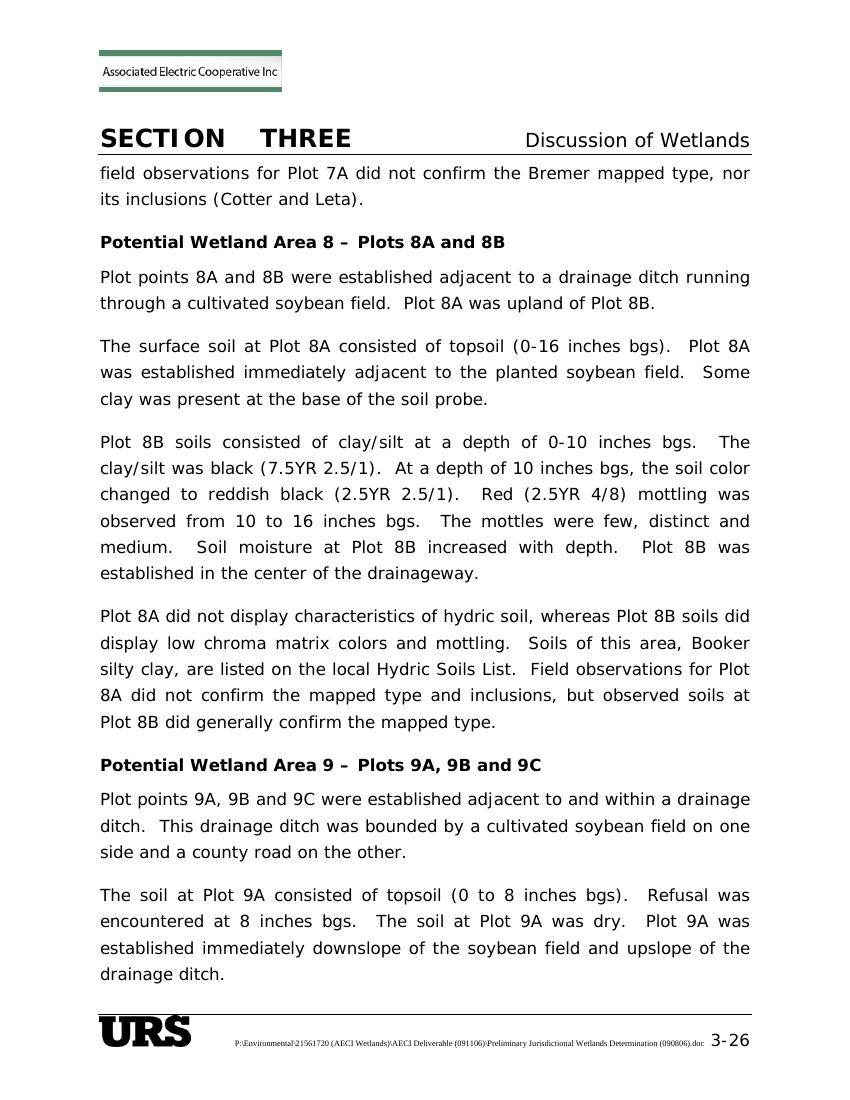 Associated Electric Cooperative Inc
SECTION THREE Discussion of Wetlands
field observations for Plot 7A did not confirm the Bremer mapped type, nor
its inclusions (Cotter and Leta).
Potential Wetland Area 8 – Plots 8A and 8B
Plot points 8A and 8B were established adjacent to a drainage ditch running
through a cultivated soybean field. Plot 8A was upland of Plot 8B.
The surface soil at Plot 8A consisted of topsoil (0-16 inches bgs). Plot 8A
was established immediately adjacent to the planted soybean field. Some
clay was present at the base of the soil probe.
Plot 8B soils consisted of clay/silt at a depth of 0-10 inches bgs. The
clay/silt was black (7.5YR 2.5/1). At a depth of 10 inches bgs, the soil color
changed to reddish black (2.5YR 2.5/1). Red (2.5YR 4/8) mottling was
observed from 10 to 16 inches bgs. The mottles were few, distinct and
medium. Soil moisture at Plot 8B increased with depth. Plot 8B was
established in the center of the drainageway.
Plot 8A did not display characteristics of hydric soil, whereas Plot 8B soils did
display low chroma matrix colors and mottling. Soils of this area, Booker
silty clay, are listed on the local Hydric Soils List. Field observations for Plot
8A did not confirm the mapped type and inclusions, but observed soils at
Plot 8B did generally confirm the mapped type.
Potential Wetland Area 9 – Plots 9A, 9B and 9C
Plot points 9A, 9B and 9C were established adjacent to and within a drainage
ditch. This drainage ditch was bounded by a cultivated soybean field on one
side and a county road on the other.
The soil at Plot 9A consisted of topsoil (0 to 8 inches bgs). Refusal was
encountered at 8 inches bgs. The soil at Plot 9A was dry. Plot 9A was
established immediately downslope of the soybean field and upslope of the
drainage ditch.
URS P:\Environmental\21561720 (AECI Wetlands)\AECI Deliverable (091106)\Preliminary Jurisdictional Wetlands Determination (090806).doc 3-26